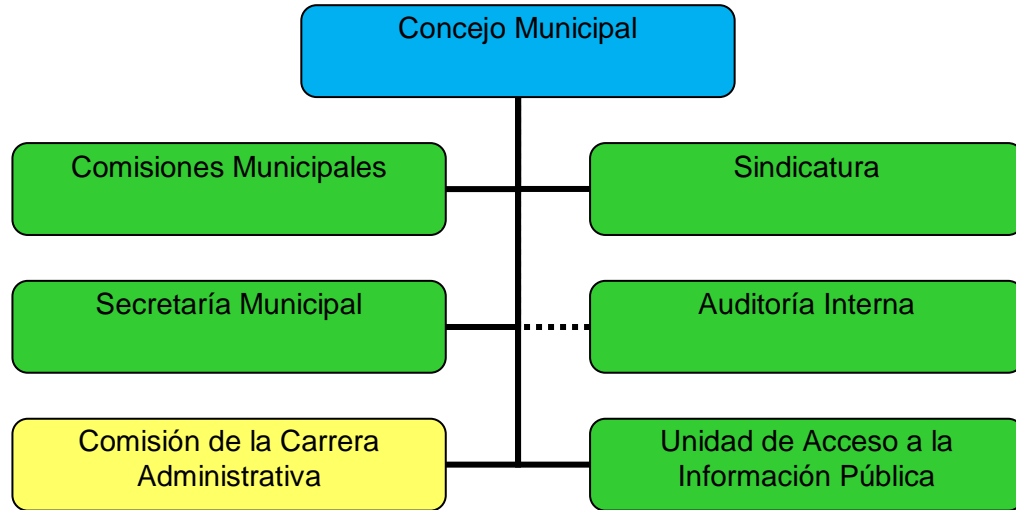 Concejo Municipal
Comisiones Municipales
Sindicatura
Secretaría Municipal
Auditoría Interna
Comisión de la Carrera
Administrativa
Unidad de Acceso a la
Información Pública